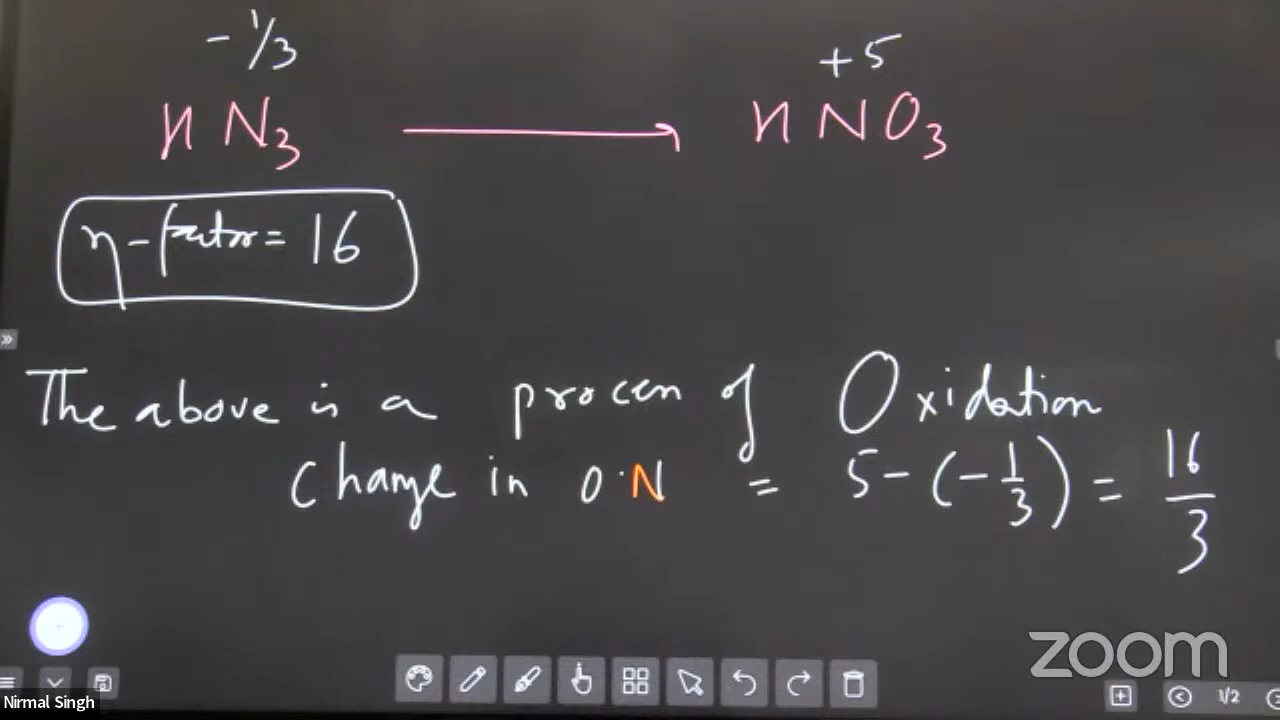 - 1/3
+5
HN3 → HNO3
η-factor = 16
The above is a process of Oxidation
Change in O.N = 5 - (- 1/3) = 16/3
zoom
1/2
Nirmal Singh